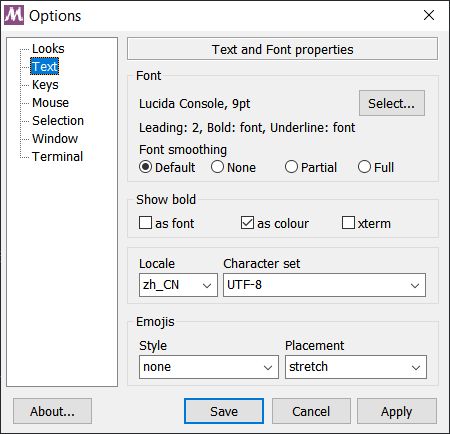 M Options
Looks
Text
Keys
Mouse
Selection
Window
Terminal
Text and Font properties
Font
Lucida Console, 9pt
Select...
Leading: 2, Bold: font, Underline: font
Font smoothing
Default None Partial Full
Show bold
as font as colour xterm
Locale Character set
zh_CN UTF-8
Emojis
Style Placement
none stretch
About... Save Cancel Apply